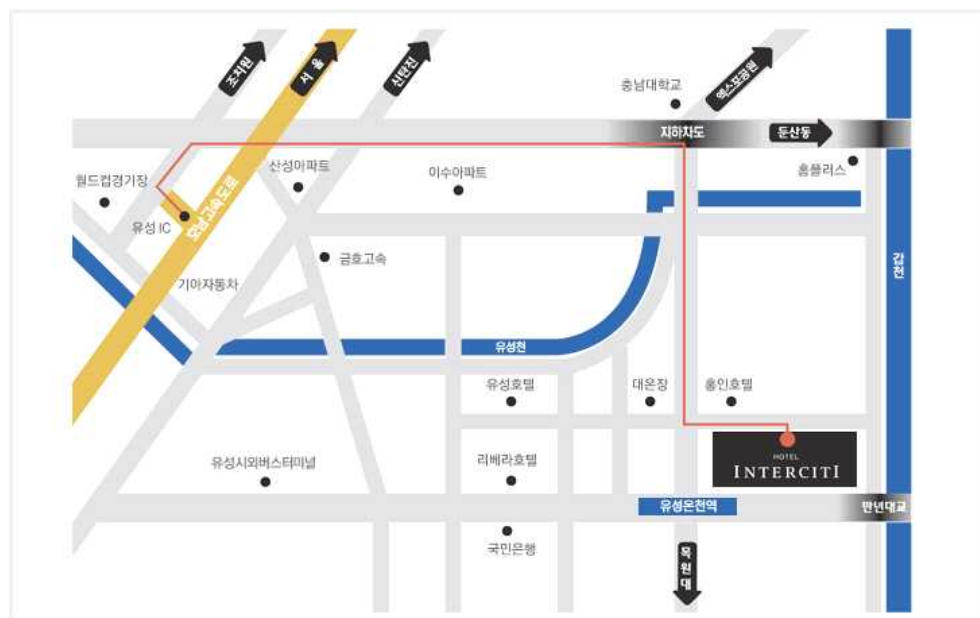 조치원
서울
신탄진
엑스포공원
충남대학교
지하차도
둔산동
홈플러스
월드컵경기장
산성아파트
이수아파트
유성 IC
호남고속도로
금호고속
갑천
기아자동차
유성천
유성호텔
대온장
홍인호텔
HOTEL
INTERCITI
유성시외버스터미널
리베라호텔
유성온천역
만년대교
국민은행
목원대